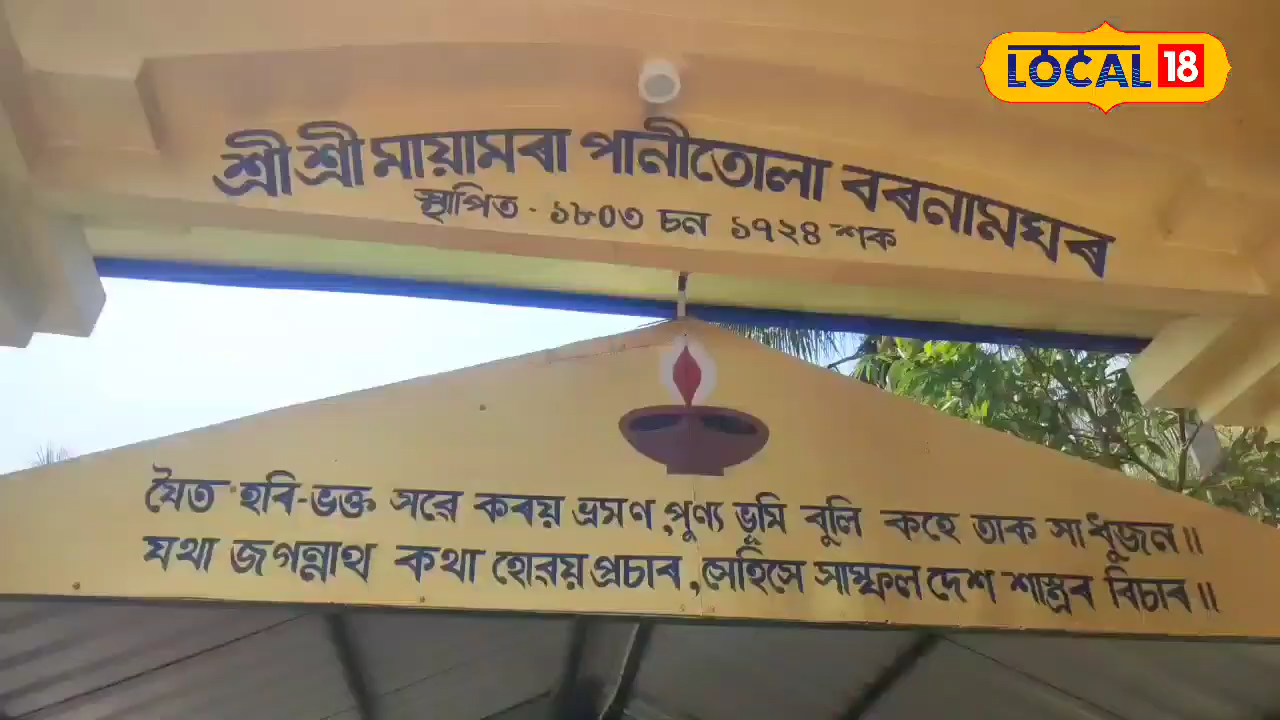 LOCAL 18
শ্রীশ্রী মায়ামৰা পানীতোলা বৰনামঘৰ
স্থাপিত - ১৮০৩ চন ১৭২৪ শক
যৈত হৰি-ভক্ত সৱে কৰয় ভ্ৰমণ, পুণ্য ভূমি বুলি কহে তাক সাধুজন॥
যথা জগন্নাথ কথা হোৱয় প্ৰচাৰ, সেহিসে সাম্ফল দেশ শাস্ত্ৰৰ বিচাৰ॥